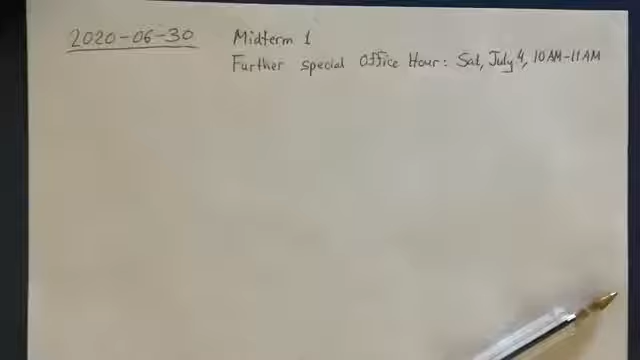 2020-06-30 Midterm 1
Further special Office Hour: Sat, July 4, 10AM-11AM